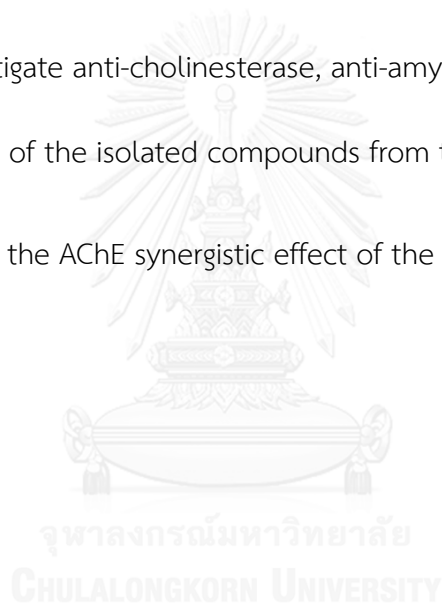 tigate anti-cholinesterase, anti-amy
of the isolated compounds from t
the AChE synergistic effect of the
จุฬาลงกรณ์มหาวิทยาลัย
CHULALONGKORN UNIVERSITY